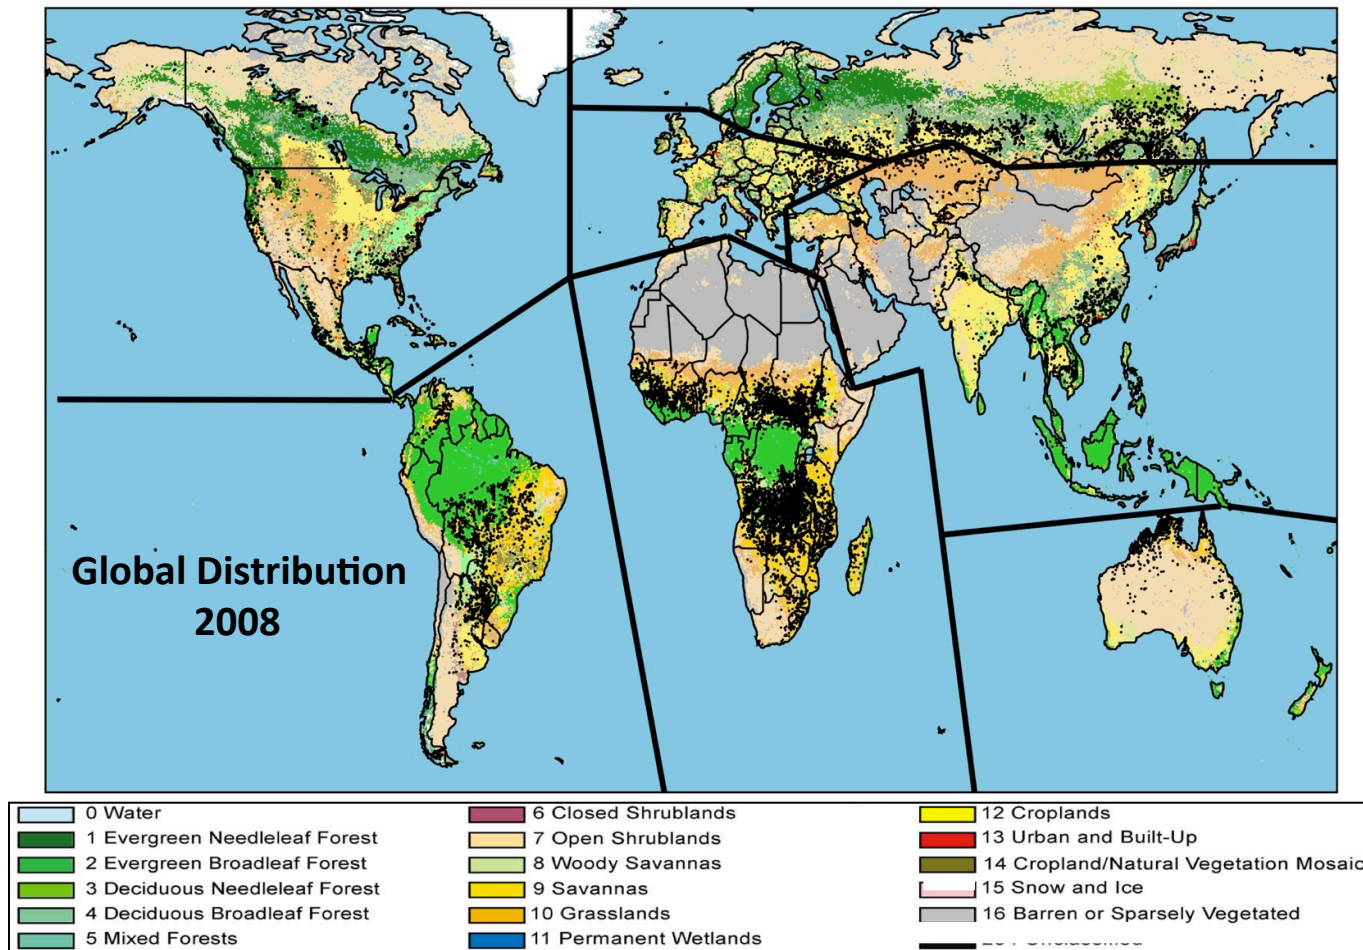 Global Distribution
2008
0 Water
1 Evergreen Needleleaf Forest
2 Evergreen Broadleaf Forest
3 Deciduous Needleleaf Forest
4 Deciduous Broadleaf Forest
5 Mixed Forests
6 Closed Shrublands
7 Open Shrublands
8 Woody Savannas
9 Savannas
10 Grasslands
11 Permanent Wetlands
12 Croplands
13 Urban and Built-Up
14 Cropland/Natural Vegetation Mosaic
15 Snow and Ice
16 Barren or Sparsely Vegetated